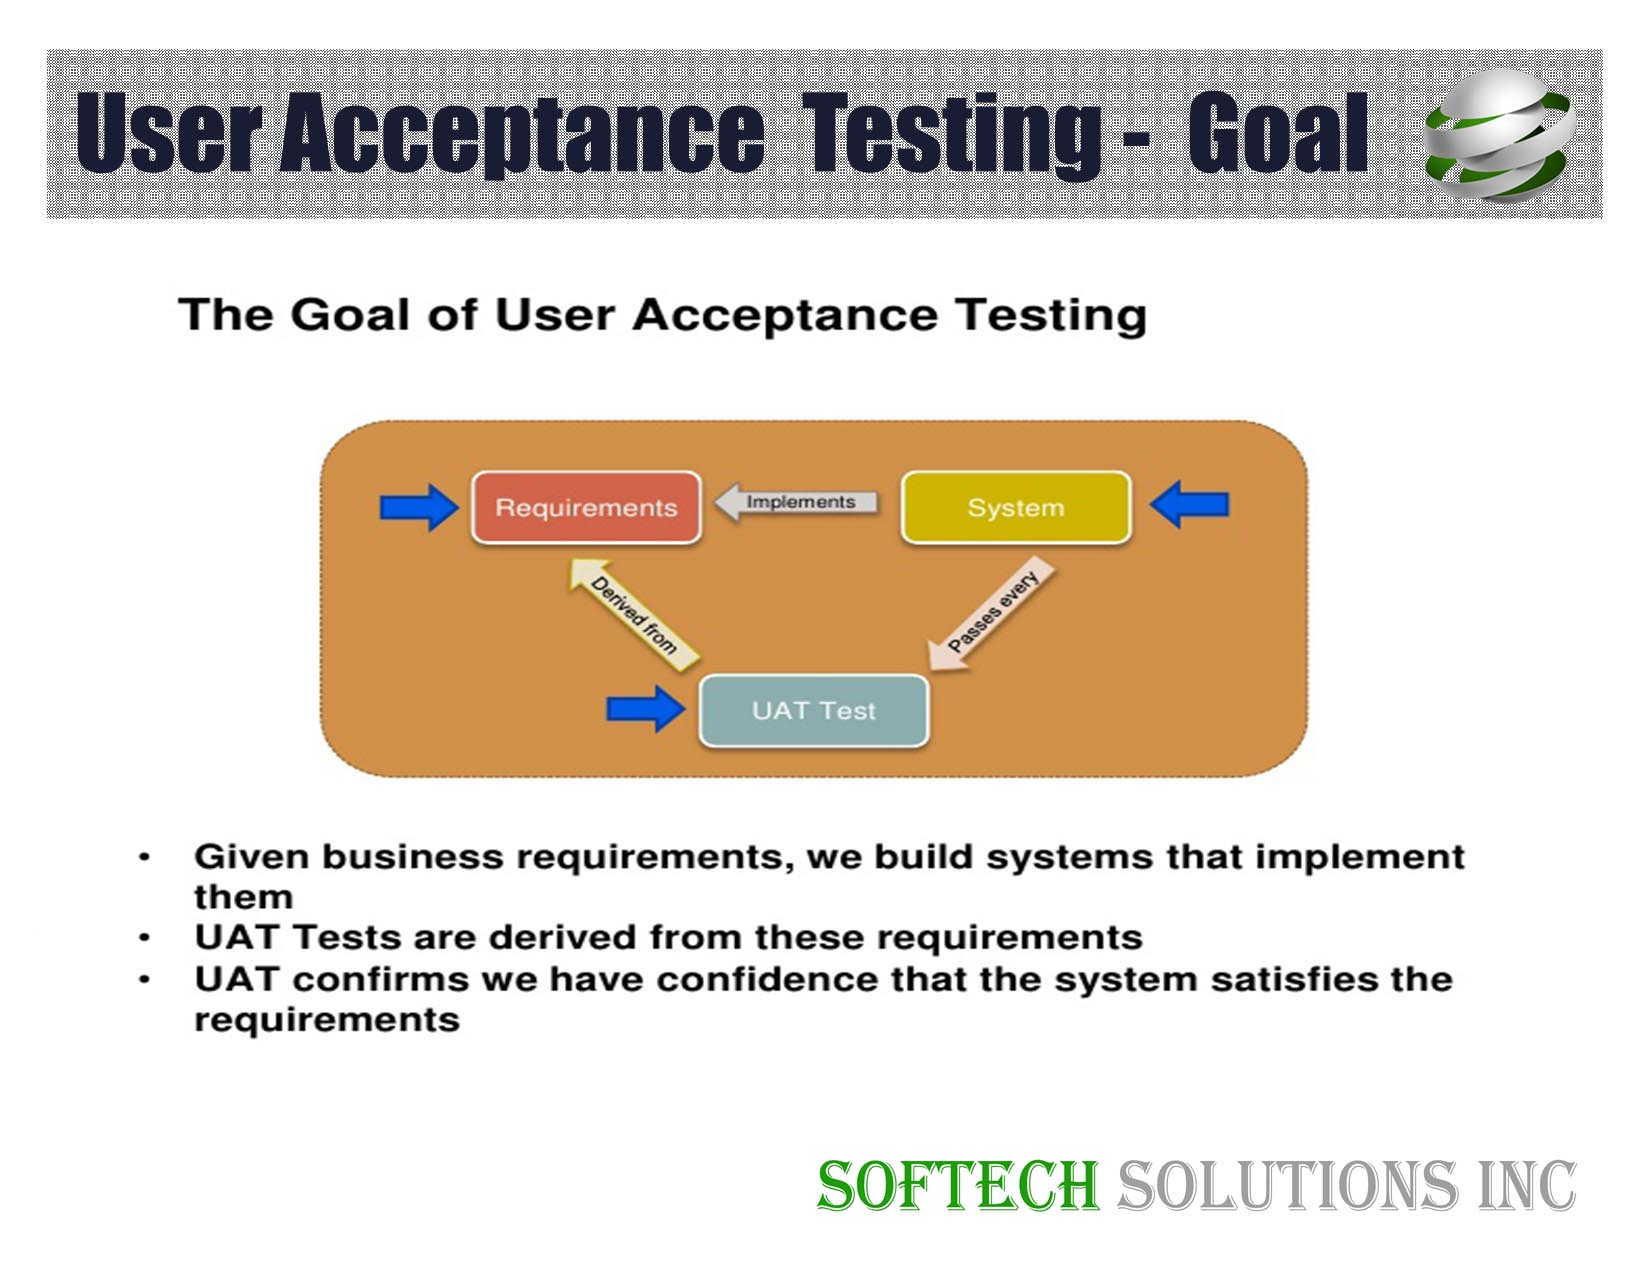 User Acceptance Testing - Goal
The Goal of User Acceptance Testing
Requirements
Implements
System
Derived from
Passes every
UAT Test
• Given business requirements, we build systems that implement
them
• UAT Tests are derived from these requirements
• UAT confirms we have confidence that the system satisfies the
requirements
SOFTECH SOLUTIONS INC